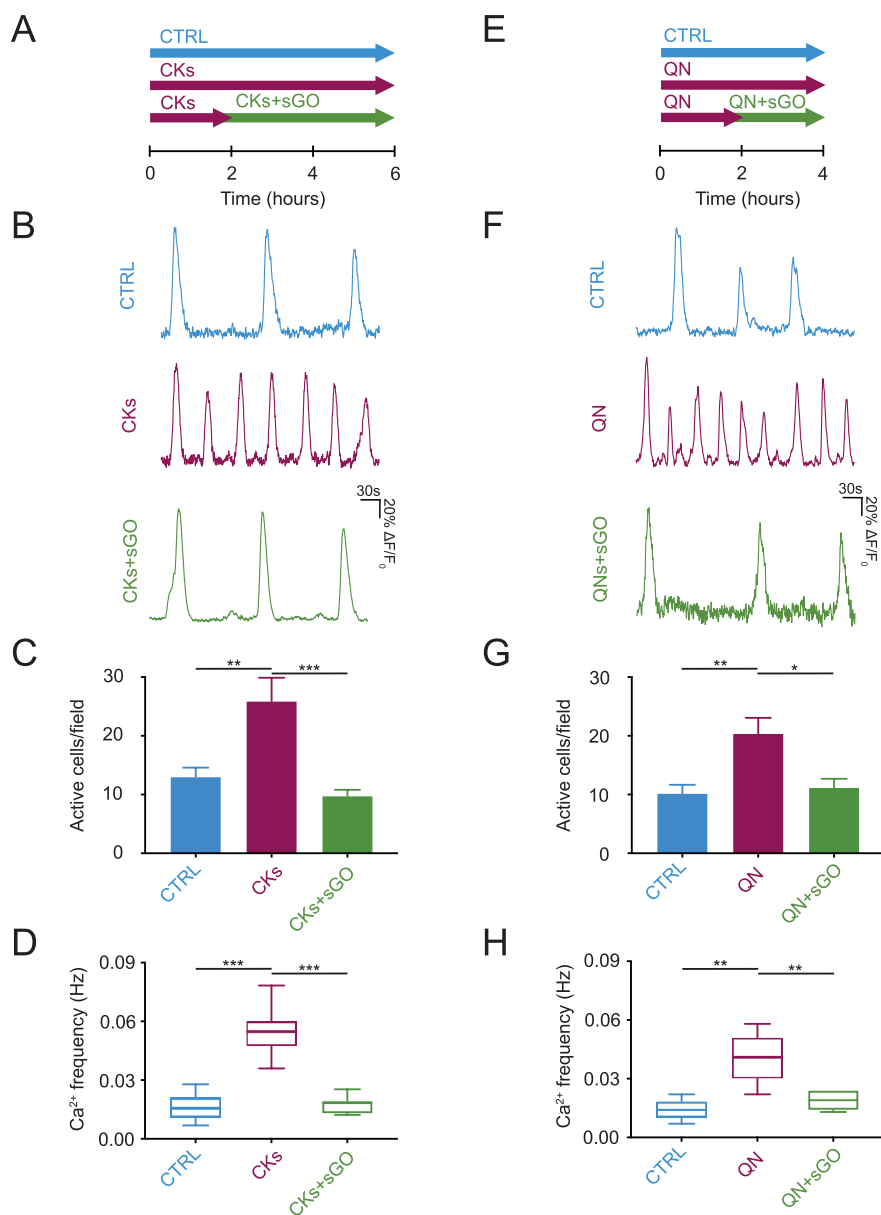 A
CTRL
CKs
CKs
CKs+sGO
0
2
4
6
Time (hours)
B
CTRL
CKs
CKs+sGO
30s
20% ΔF/F0
C
Active cells/field
30
20
10
0
**
***
CTRL
CKs
CKs+sGO
D
Ca2+ frequency (Hz)
0.09
0.06
0.03
0.00
***
***
CTRL
CKs
CKs+sGO
E
CTRL
QN
QN
QN+sGO
0
2
4
Time (hours)
F
CTRL
QN
QNs+sGO
30s
20% ΔF/F0
G
Active cells/field
30
20
10
0
**
*
CTRL
QN
QN+sGO
H
Ca2+ frequency (Hz)
0.09
0.06
0.03
0.00
**
**
CTRL
QN
QN+sGO